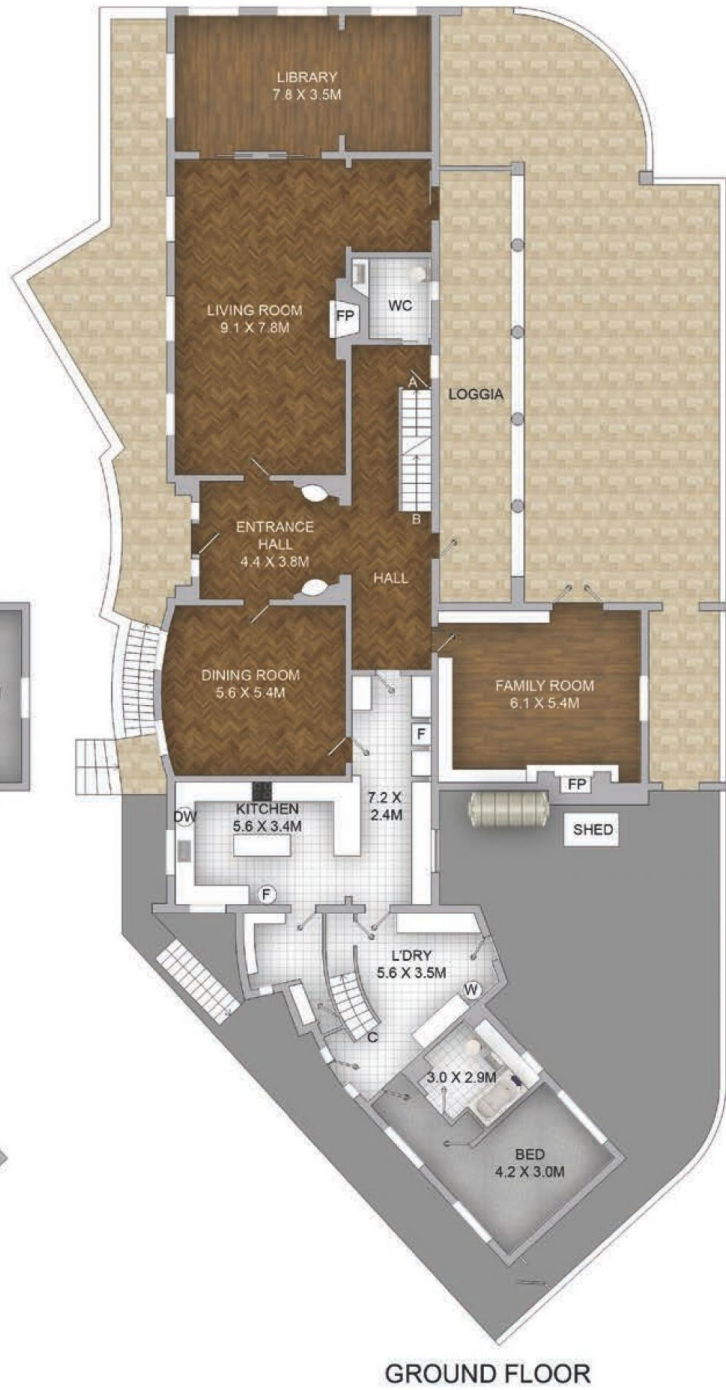 LIBRARY
7.8 X 3.5M
LIVING ROOM
9.1 X 7.8M
FP
WC
LOGGIA
A
B
ENTRANCE
HALL
4.4 X 3.8M
HALL
DINING ROOM
5.6 X 5.4M
FAMILY ROOM
6.1 X 5.4M
F
FP
SHED
DW
KITCHEN
5.6 X 3.4M
7.2 X
2.4M
F
L'DRY
5.6 X 3.5M
W
C
3.0 X 2.9M
BED
4.2 X 3.0M
GROUND FLOOR